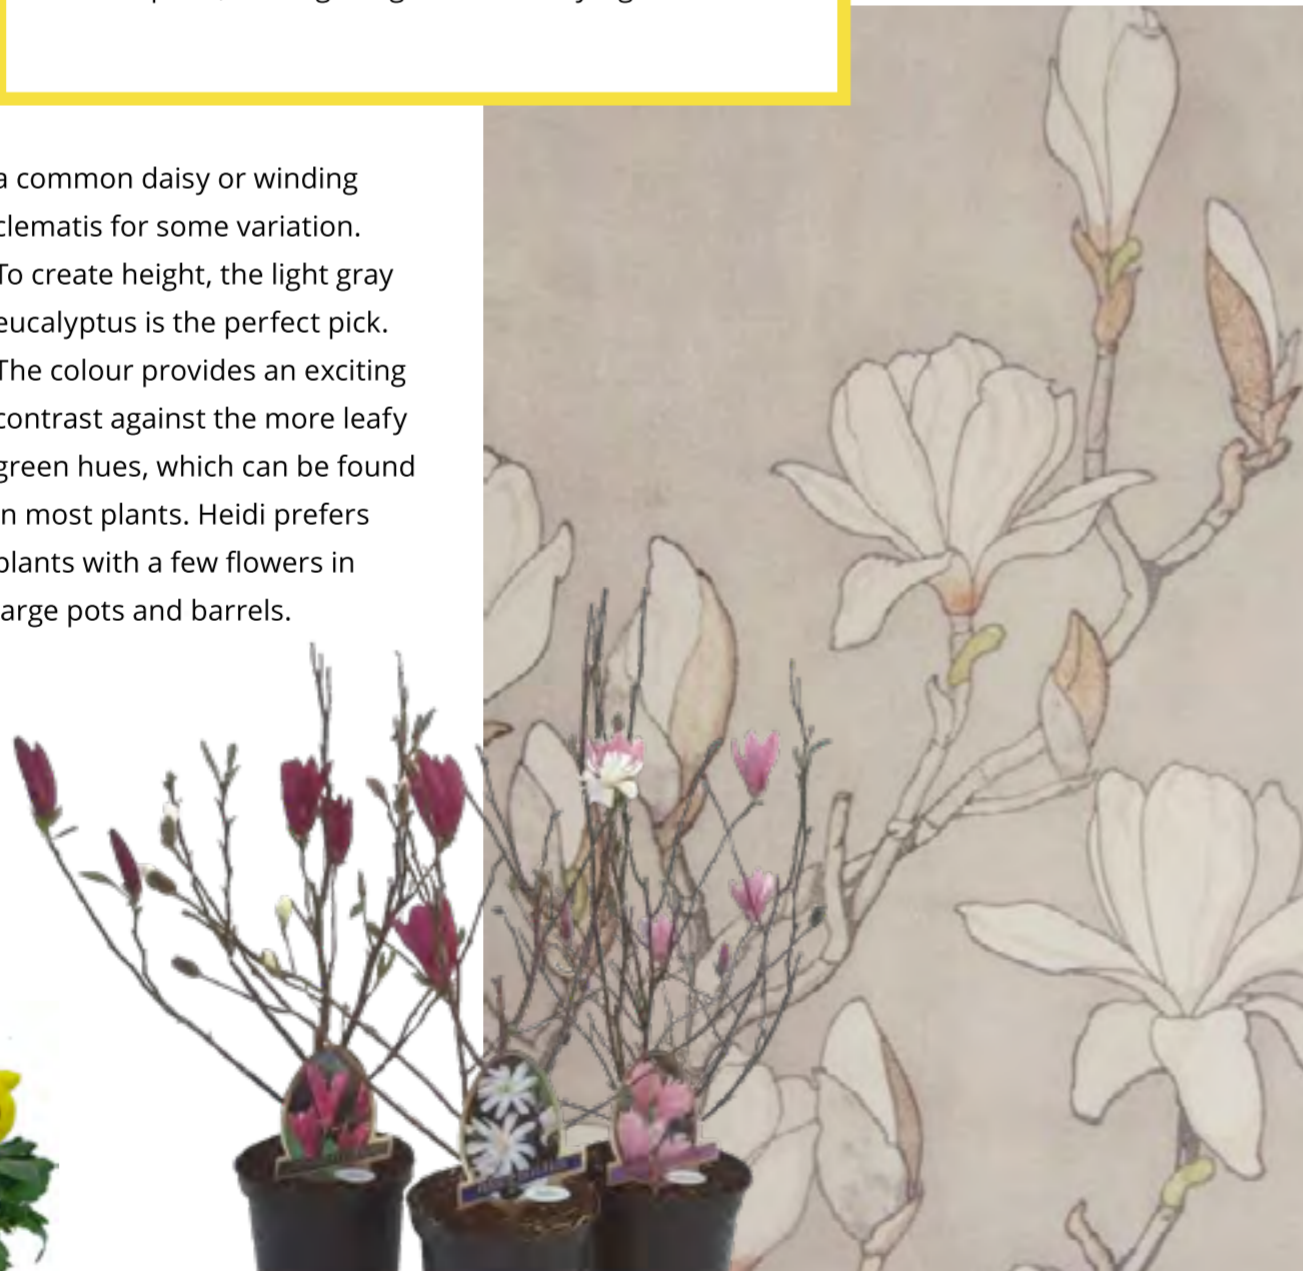 a common daisy or winding
clematis for some variation.
To create height, the light gray
eucalyptus is the perfect pick.
The colour provides an exciting
contrast against the more leafy
green hues, which can be found
in most plants. Heidi prefers
plants with a few flowers in
large pots and barrels.